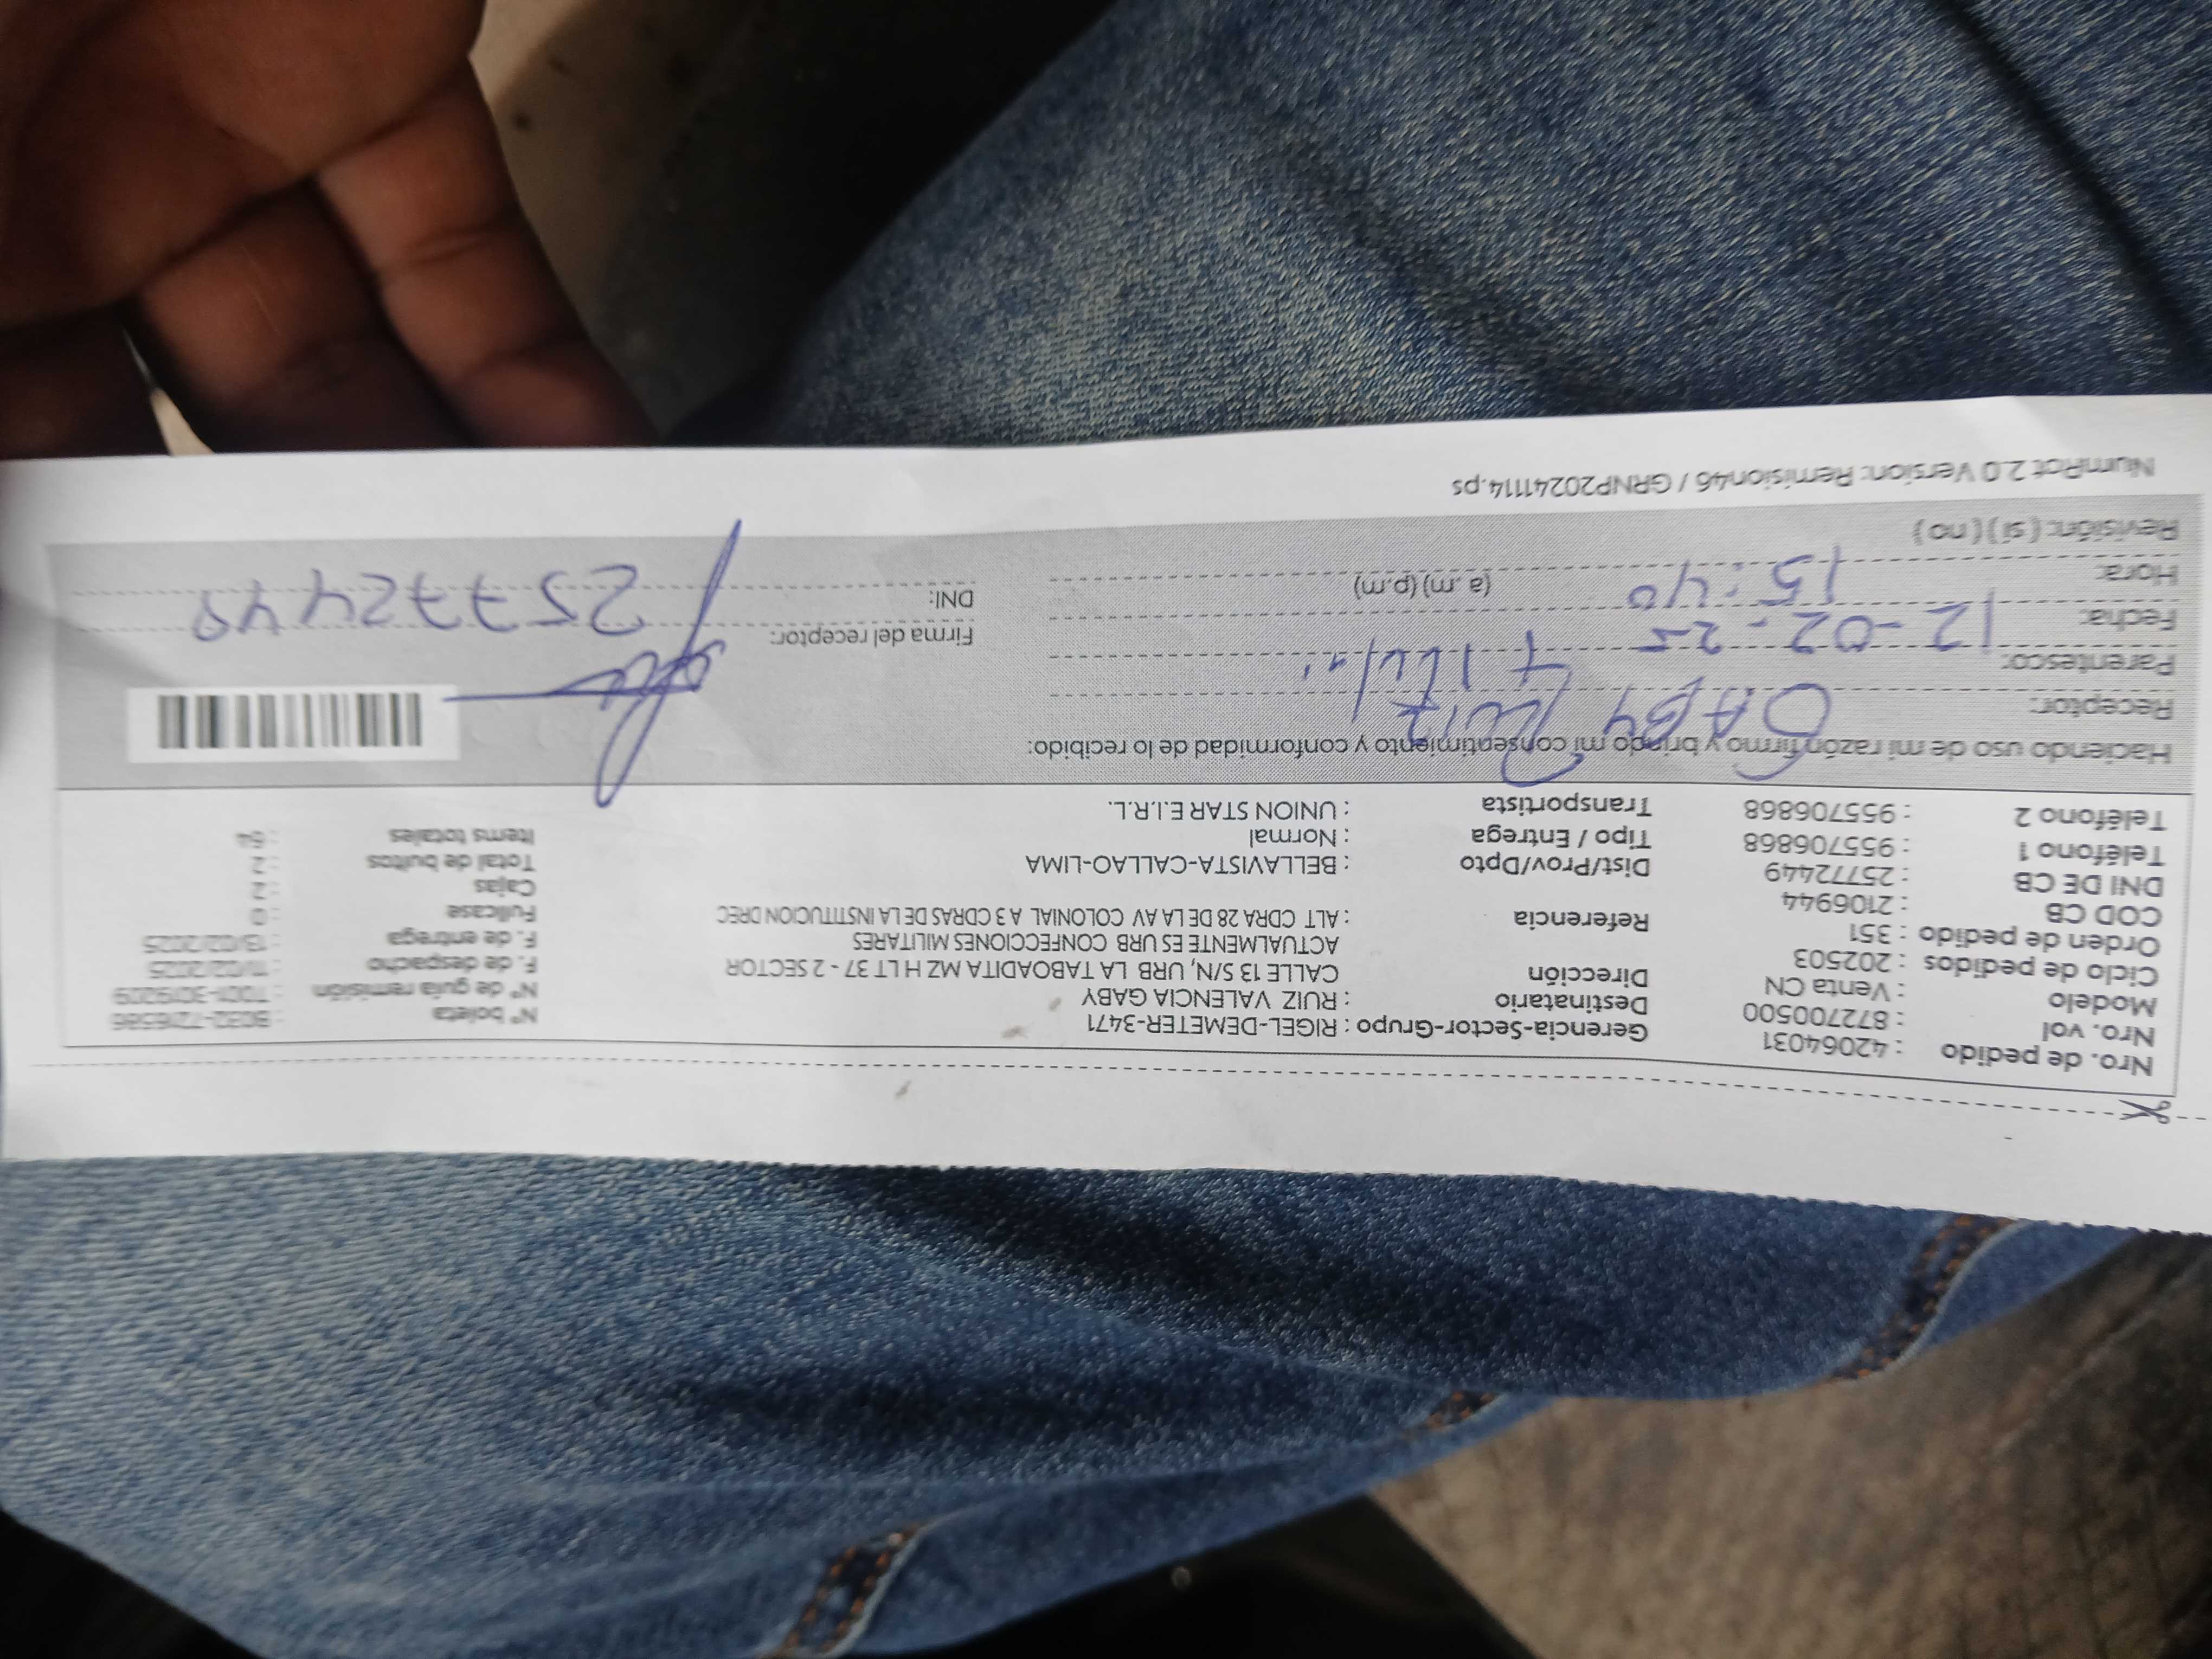 Nro. de pedido : 42064031
Nro. vol : 872700500
Modelo : Venta CN
Ciclo de pedidos : 202503
Orden de pedido : 351
COD CB : 2106944
DNI DE CB : 25772449
Teléfono 1 : 955706868
Teléfono 2 : 955706868
Gerencia-Sector-Grupo : RIGEL-DEMETER-3471
Destinatario : RUIZ VALENCIA GABY
Dirección CALLE 13 S/N, URB LA TABOADITA MZ H LT 37 - 2 SECTOR
ACTUALMENTE ES URB CONFECCIONES MILITARES
Referencia : ALT CDRA 28 DE LA AV COLONIAL A 3 CDRAS DE LA INSTITUCION DREC
Dist/Prov/Dpto : BELLAVISTA-CALLAO-LIMA
Tipo / Entrega : Normal
Transportista : UNION STAR E.I.R.L.
N° boleta : B032-7216586
N° de guía remisión : T001-3019209
F. de despacho : 11/02/2025
F. de entrega : 13/02/2025
Fullcase : 0
Cajas : 2
Total de bultos : 2
Items totales : 64
Haciendo uso de mi razón firmo y brindo mi consentimiento y conformidad de lo recibido:
Receptor: GABY RUIZ
Parentesco: Titular
Fecha: 12-02-25
Hora: 15:40 (a.m) (p.m)
Revisión: (sí) (no)
Firma del receptor:
DNI: 25772449
NumRot 2.0 Version: Remision46 / GRNP20241114.ps